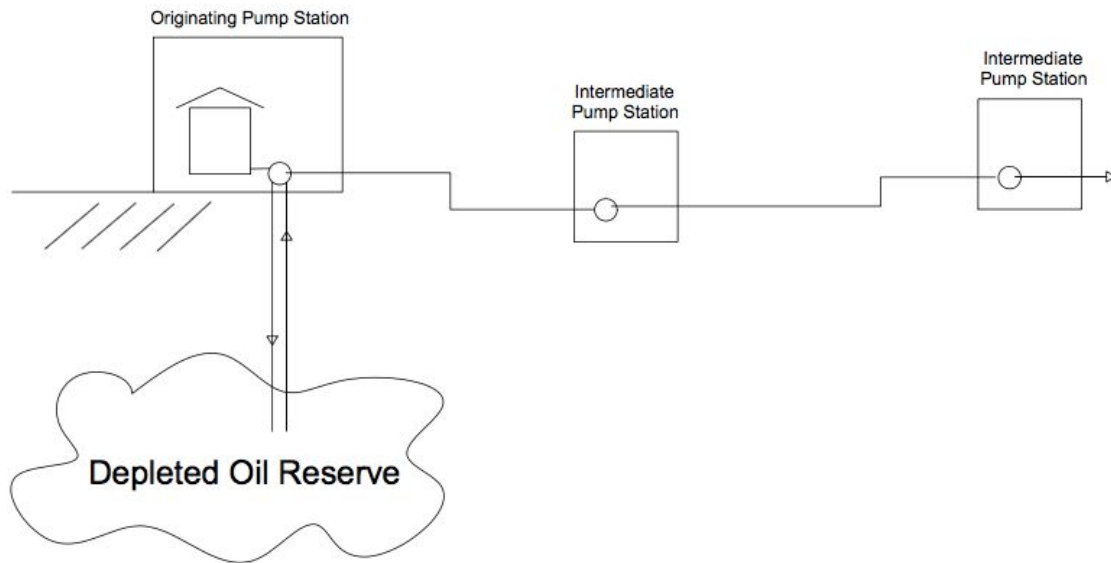 Originating Pump Station
Intermediate
Pump Station
Intermediate
Pump Station
Depleted Oil Reserve